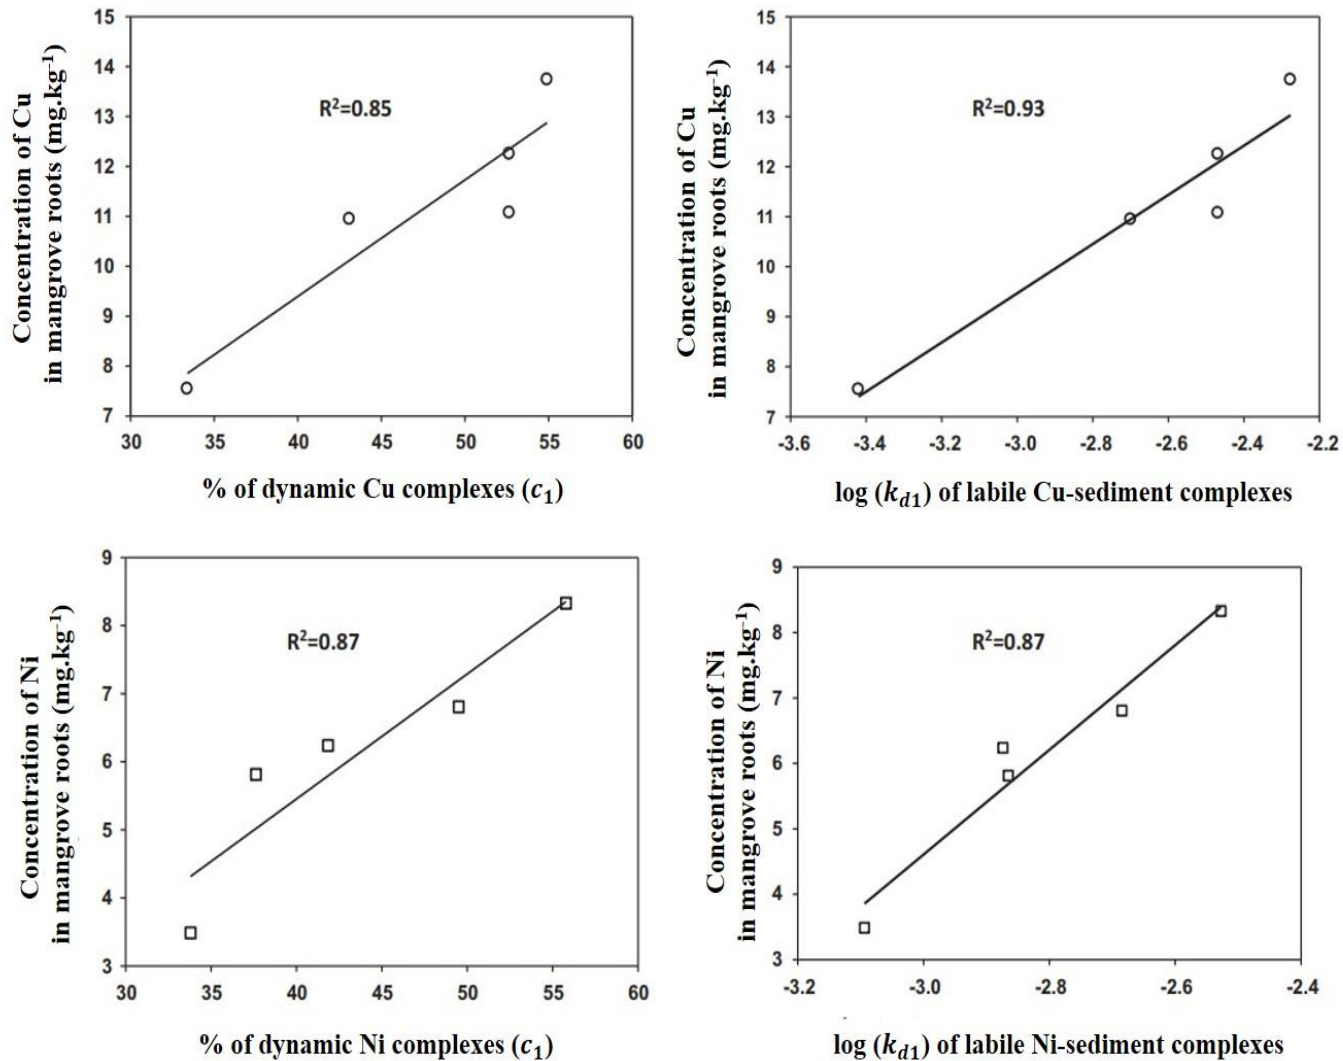 Concentration of Cu
in mangrove roots (mg.kg⁻¹)
15
14
13
12
11
10
9
8
7
R²=0.85
30 35 40 45 50 55 60
% of dynamic Cu complexes (c₁)
Concentration of Cu
in mangrove roots (mg.kg⁻¹)
15
14
13
12
11
10
9
8
7
R²=0.93
-3.6 -3.4 -3.2 -3.0 -2.8 -2.6 -2.4 -2.2
log (k_d1) of labile Cu-sediment complexes
Concentration of Ni
in mangrove roots (mg.kg⁻¹)
9
8
7
6
5
4
3
R²=0.87
30 35 40 45 50 55 60
% of dynamic Ni complexes (c₁)
Concentration of Ni
in mangrove roots (mg.kg⁻¹)
9
8
7
6
5
4
3
R²=0.87
-3.2 -3.0 -2.8 -2.6 -2.4
log (k_d1) of labile Ni-sediment complexes